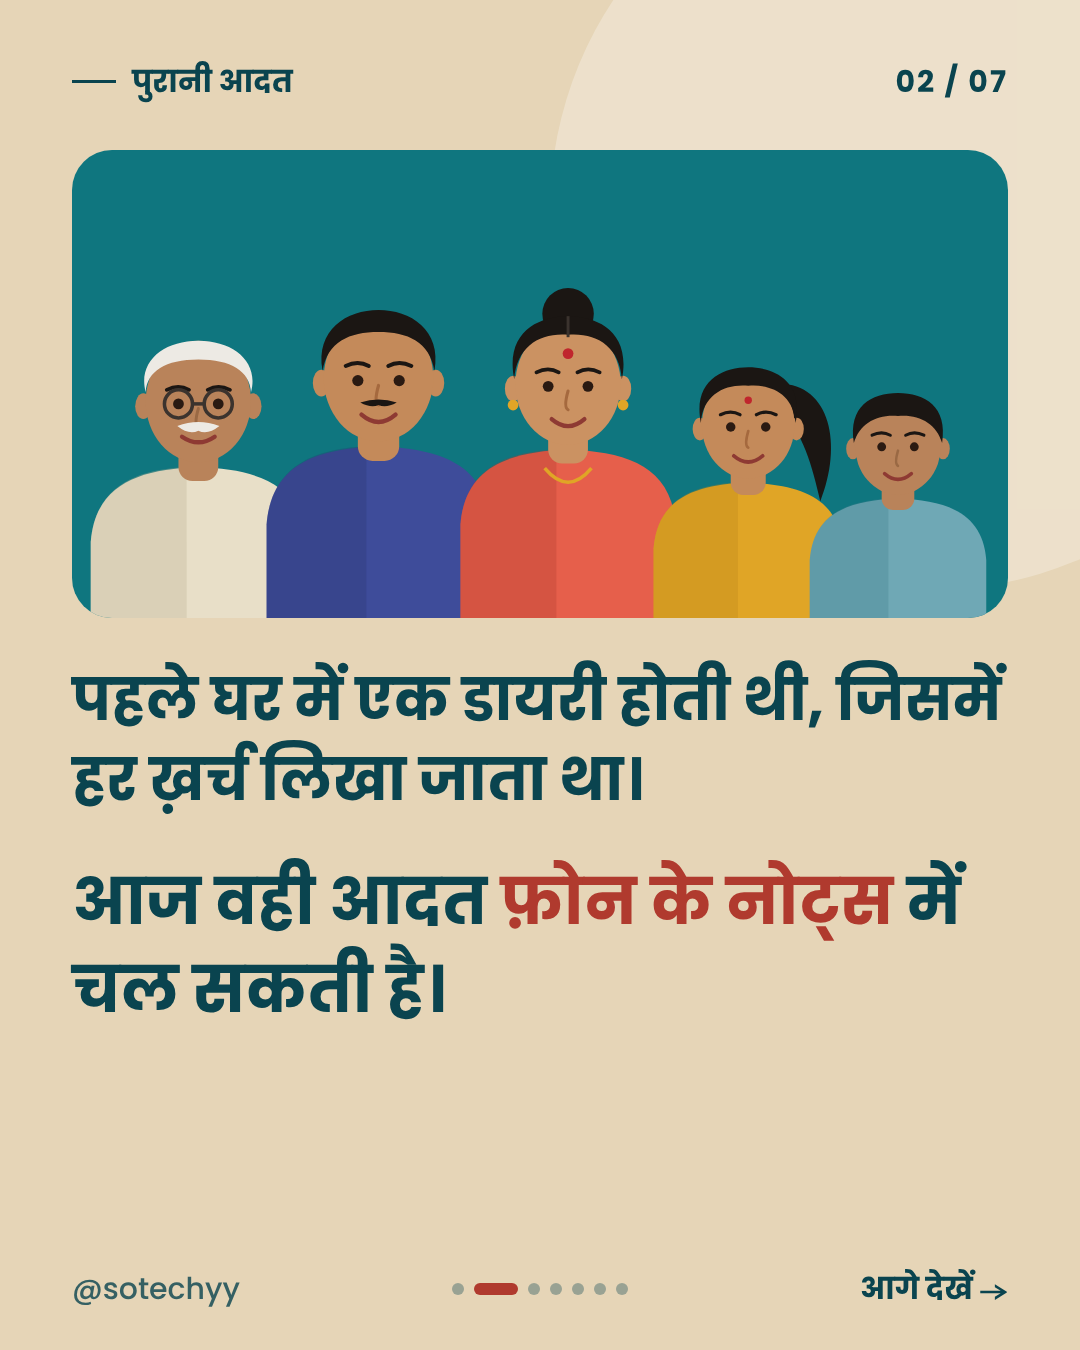 पुरानी आदत
02 / 07
पहले घर में एक डायरी होती थी, जिसमें
हर ख़र्च लिखा जाता था।
आज वही आदत फ़ोन के नोट्स में
चल सकती है।
@sotechyy
आगे देखें →